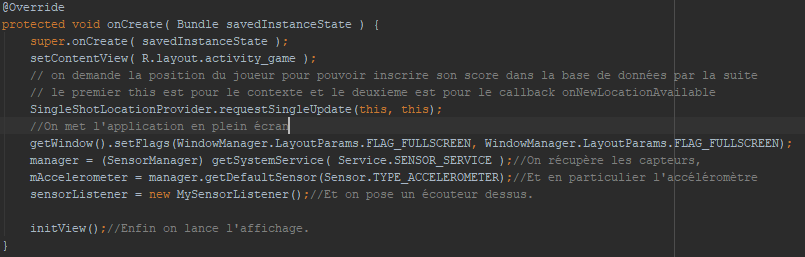 @Override
protected void onCreate( Bundle savedInstanceState ) {
super.onCreate( savedInstanceState );
setContentView( R.layout.activity_game );
// on demande la position du joueur pour pouvoir inscrire son score dans la base de données par la suite
// le premier this est pour le contexte et le deuxieme est pour le callback onNewLocationAvailable
SingleShotLocationProvider.requestSingleUpdate(this, this);
//On met l'application en plein écran
getWindow().setFlags(WindowManager.LayoutParams.FLAG_FULLSCREEN, WindowManager.LayoutParams.FLAG_FULLSCREEN);
manager = (SensorManager) getSystemService( Service.SENSOR_SERVICE );//On récupère les capteurs,
mAccelerometer = manager.getDefaultSensor(Sensor.TYPE_ACCELEROMETER);//Et en particulier l'accéléromètre
sensorListener = new MySensorListener();//Et on pose un écouteur dessus.
initView();//Enfin on lance l'affichage.
}